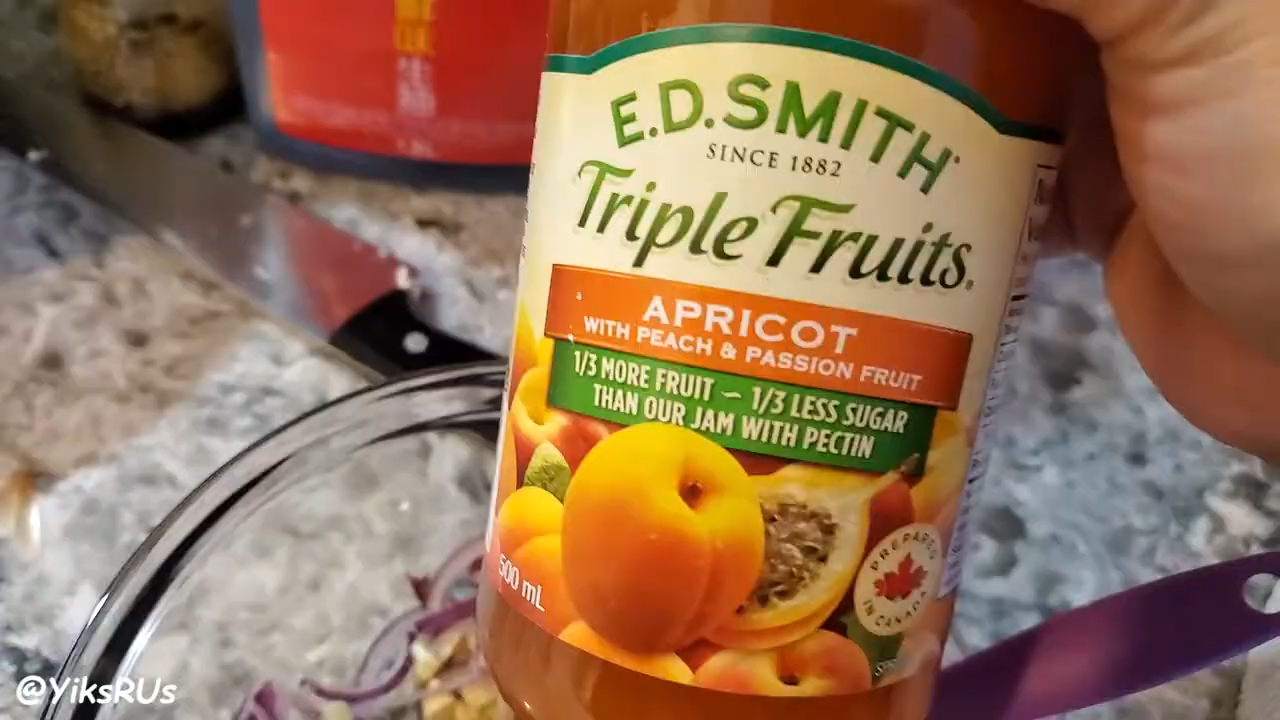 E.D.SMITH
SINCE 1882
Triple Fruits.
APRICOT
WITH PEACH & PASSION FRUIT
1/3 MORE FRUIT – 1/3 LESS SUGAR
THAN OUR JAM WITH PECTIN
500 mL
PREPARED
IN CANADA
@YiksRUs